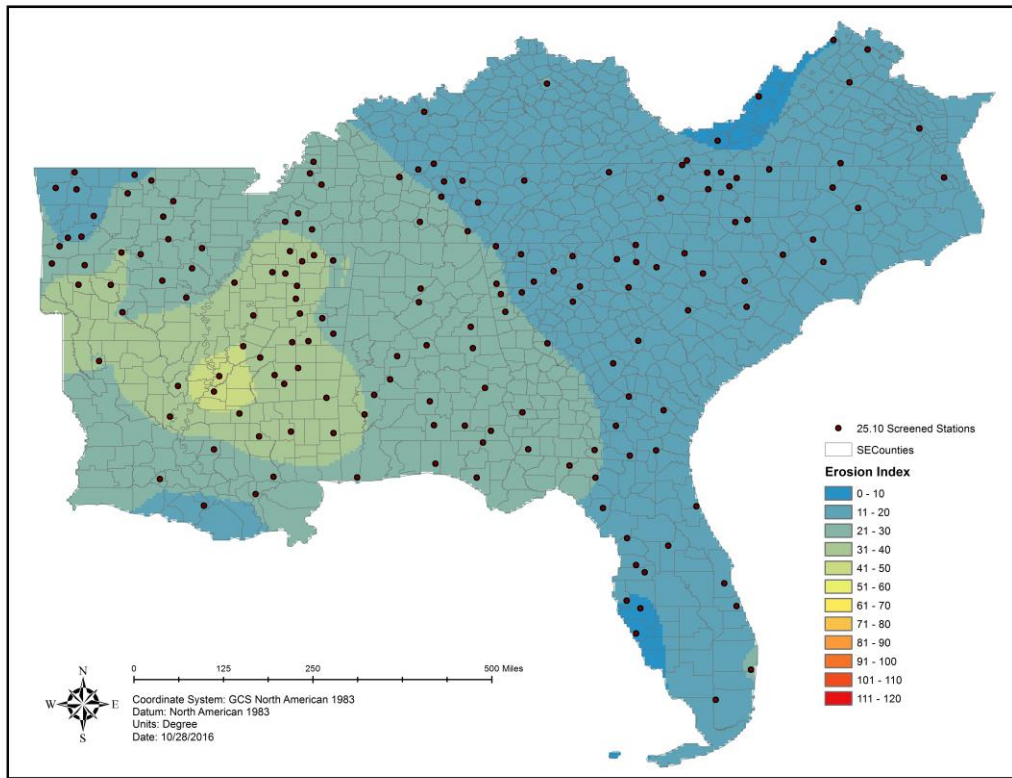 25.10 Screened Stations
SECounties
Erosion Index
0 - 10
11 - 20
21 - 30
31 - 40
41 - 50
51 - 60
61 - 70
71 - 80
81 - 90
91 - 100
101 - 110
111 - 120
0 125 250 500 Miles
N
W E
S
Coordinate System: GCS North American 1983
Datum: North American 1983
Units: Degree
Date: 10/28/2016